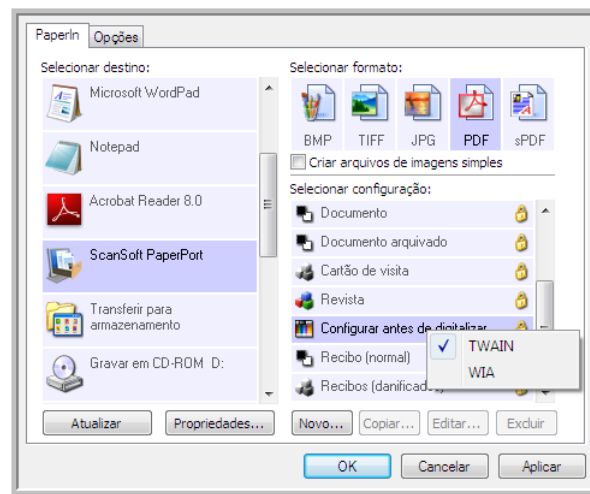 PaperIn
Opções
Selecionar destino:
Microsoft WordPad
Notepad
Acrobat Reader 8.0
ScanSoft PaperPort
Transferir para
armazenamento
Gravar em CD-ROM D:
Atualizar
Propriedades...
Selecionar formato:
BMP
TIFF
JPG
PDF
sPDF
Criar arquivos de imagens simples
Selecionar configuração:
Documento
Documento arquivado
Cartão de visita
Revista
Configurar antes de digitalizar
Recibo (normal)
Recibos (danificad
TWAIN
WIA
Novo...
Copiar...
Editar...
Excluir
OK
Cancelar
Aplicar